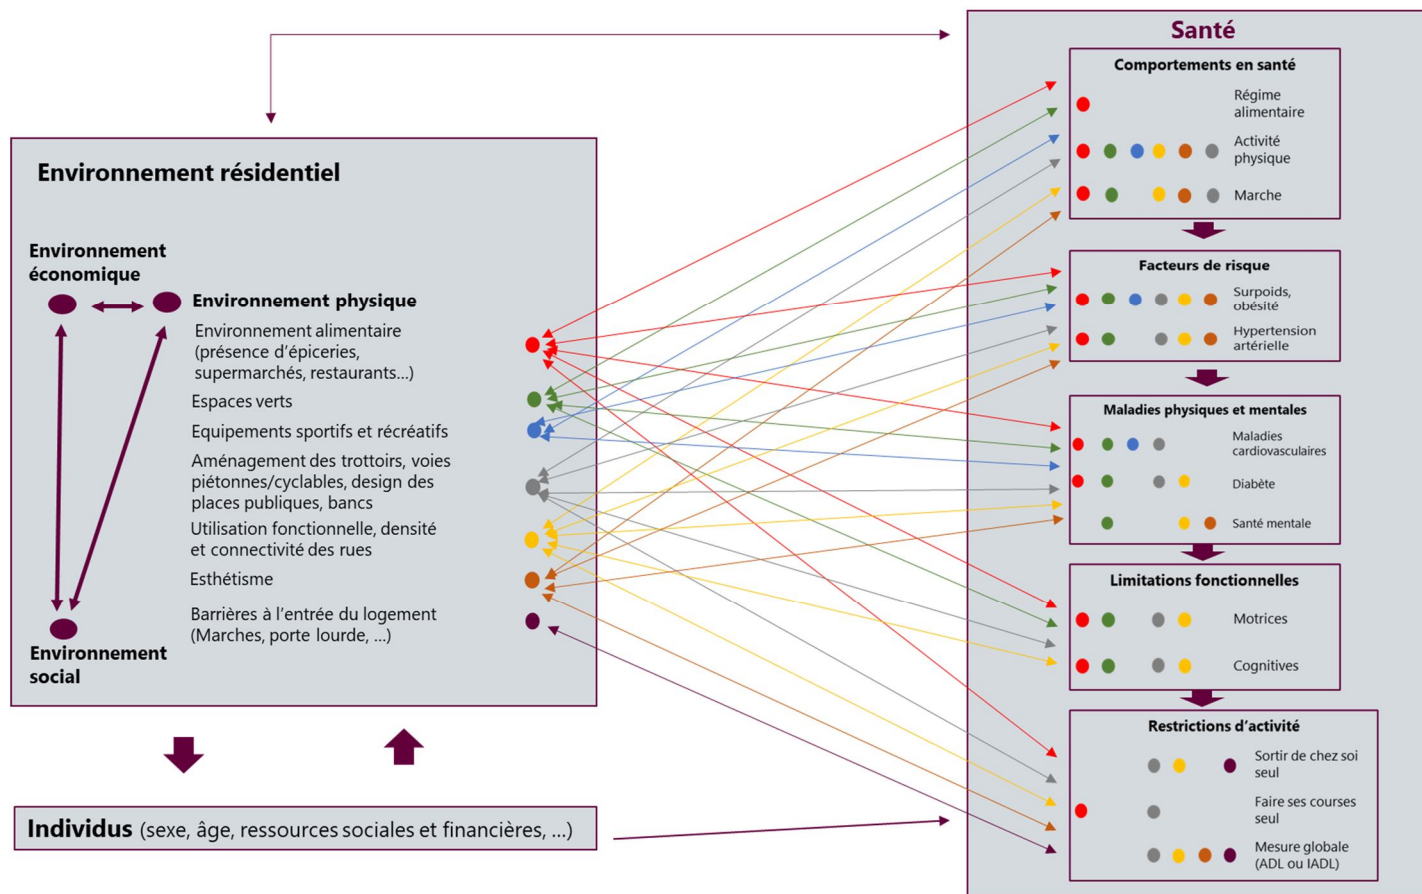 Environnement résidentiel
Environnement
économique
Environnement physique
Environnement alimentaire
(présence d’épiceries,
supermarchés, restaurants...)
Espaces verts
Equipements sportifs et récréatifs
Aménagement des trottoirs, voies
piétonnes/cyclables, design des
places publiques, bancs
Utilisation fonctionnelle, densité
et connectivité des rues
Esthétisme
Barrières à l’entrée du logement
(Marches, porte lourde, ...)
Environnement
social
Individus (sexe, âge, ressources sociales et financières, ...)
Santé
Comportements en santé
Régime
alimentaire
Activité
physique
Marche
Facteurs de risque
Surpoids,
obésité
Hypertension
artérielle
Maladies physiques et mentales
Maladies
cardiovasculaires
Diabète
Santé mentale
Limitations fonctionnelles
Motrices
Cognitives
Restrictions d’activité
Sortir de chez soi
seul
Faire ses courses
seul
Mesure globale
(ADL ou IADL)